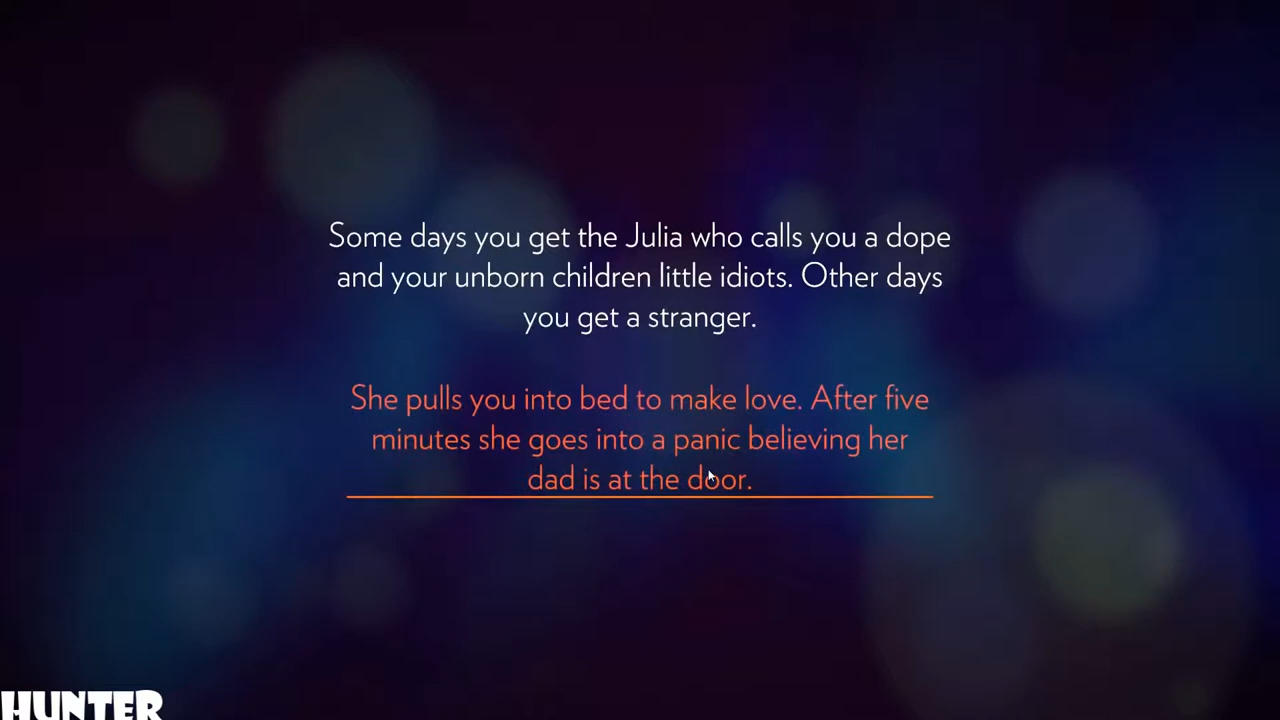 Some days you get the Julia who calls you a dope
and your unborn children little idiots. Other days
you get a stranger.
She pulls you into bed to make love. After five
minutes she goes into a panic believing her
dad is at the door.
HUNTER